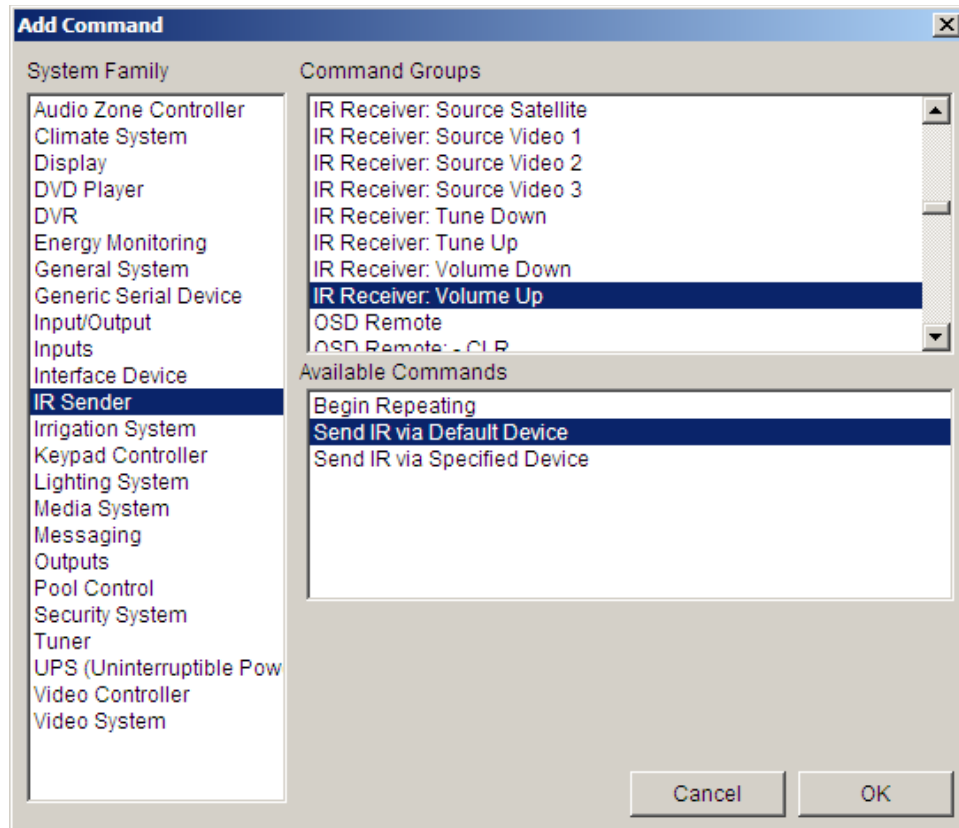 Add Command
System Family
Audio Zone Controller
Climate System
Display
DVD Player
DVR
Energy Monitoring
General System
Generic Serial Device
Input/Output
Inputs
Interface Device
IR Sender
Irrigation System
Keypad Controller
Lighting System
Media System
Messaging
Outputs
Pool Control
Security System
Tuner
UPS (Uninterruptible Pow
Video Controller
Video System
Command Groups
IR Receiver: Source Satellite
IR Receiver: Source Video 1
IR Receiver: Source Video 2
IR Receiver: Source Video 3
IR Receiver: Tune Down
IR Receiver: Tune Up
IR Receiver: Volume Down
IR Receiver: Volume Up
OSD Remote
OSD Remote: - CLR
Available Commands
Begin Repeating
Send IR via Default Device
Send IR via Specified Device
Cancel
OK